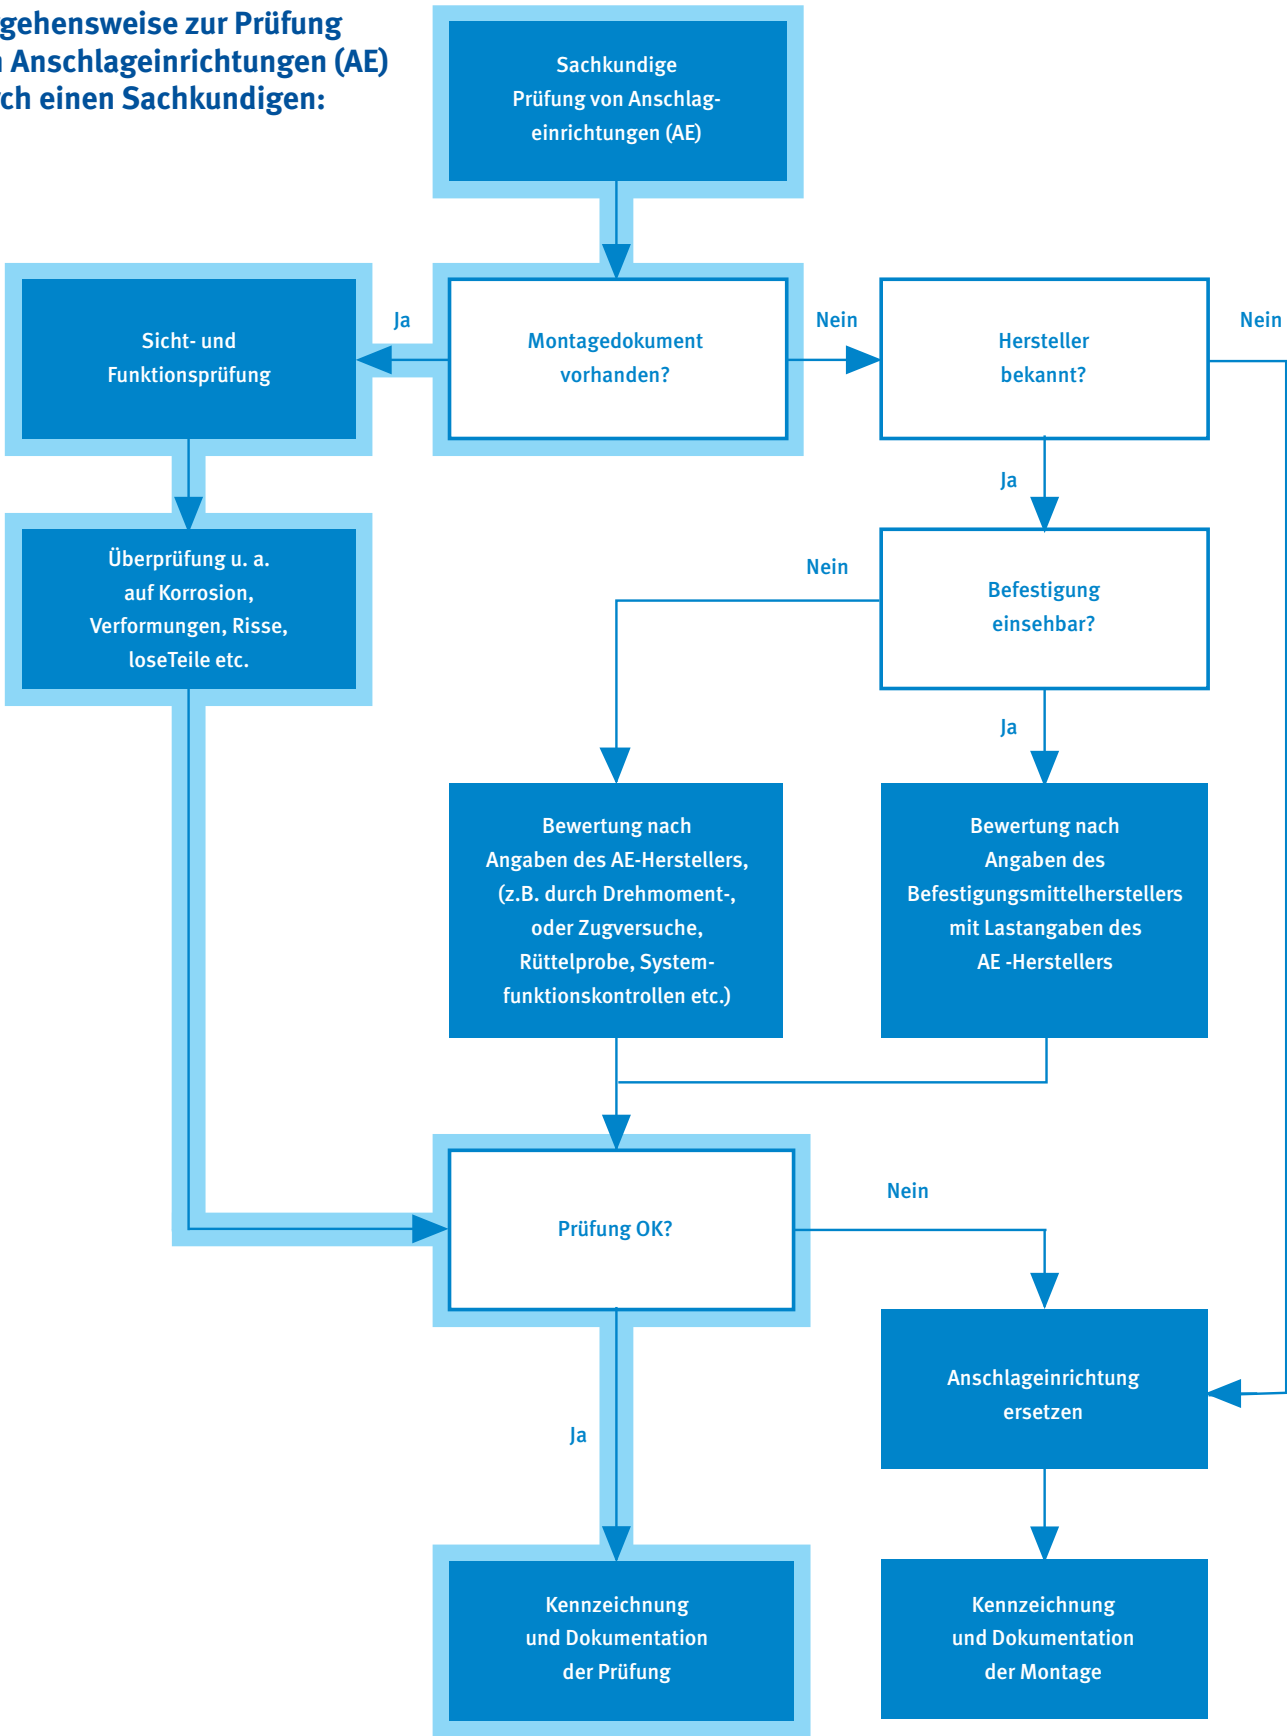 gehensweise zur Prüfung
n Anschlageinrichtungen (AE)
rch einen Sachkundigen:
Sachkundige
Prüfung von Anschlag-
einrichtungen (AE)
Sicht- und
Funktionsprüfung
Ja
Montagedokument
vorhanden?
Nein
Hersteller
bekannt?
Nein
Ja
Überprüfung u. a.
auf Korrosion,
Verformungen, Risse,
loseTeile etc.
Nein
Befestigung
einsehbar?
Ja
Bewertung nach
Angaben des AE-Herstellers,
(z.B. durch Drehmoment-,
oder Zugversuche,
Rüttelprobe, System-
funktionskontrollen etc.)
Bewertung nach
Angaben des
Befestigungsmittelherstellers
mit Lastangaben des
AE -Herstellers
Prüfung OK?
Nein
Anschlageinrichtung
ersetzen
Ja
Kennzeichnung
und Dokumentation
der Prüfung
Kennzeichnung
und Dokumentation
der Montage